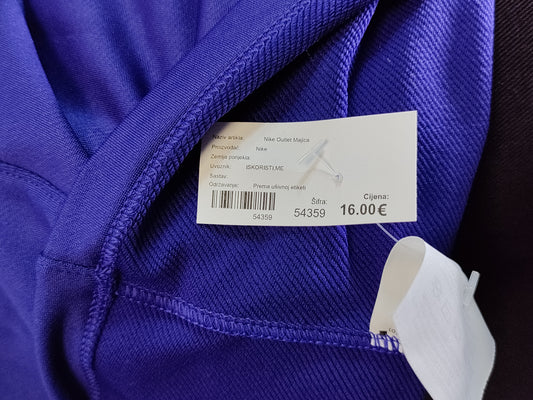 Naziv artikla: Nike Outlet Majica
Proizvođač: Nike
Zemlja porijekla:
Uvoznik: ISKORISTI.ME
Sastav:
Održavanje: Prema ušivnoj etiketi
Šifra: Cijena:
54359 54359 16.00€